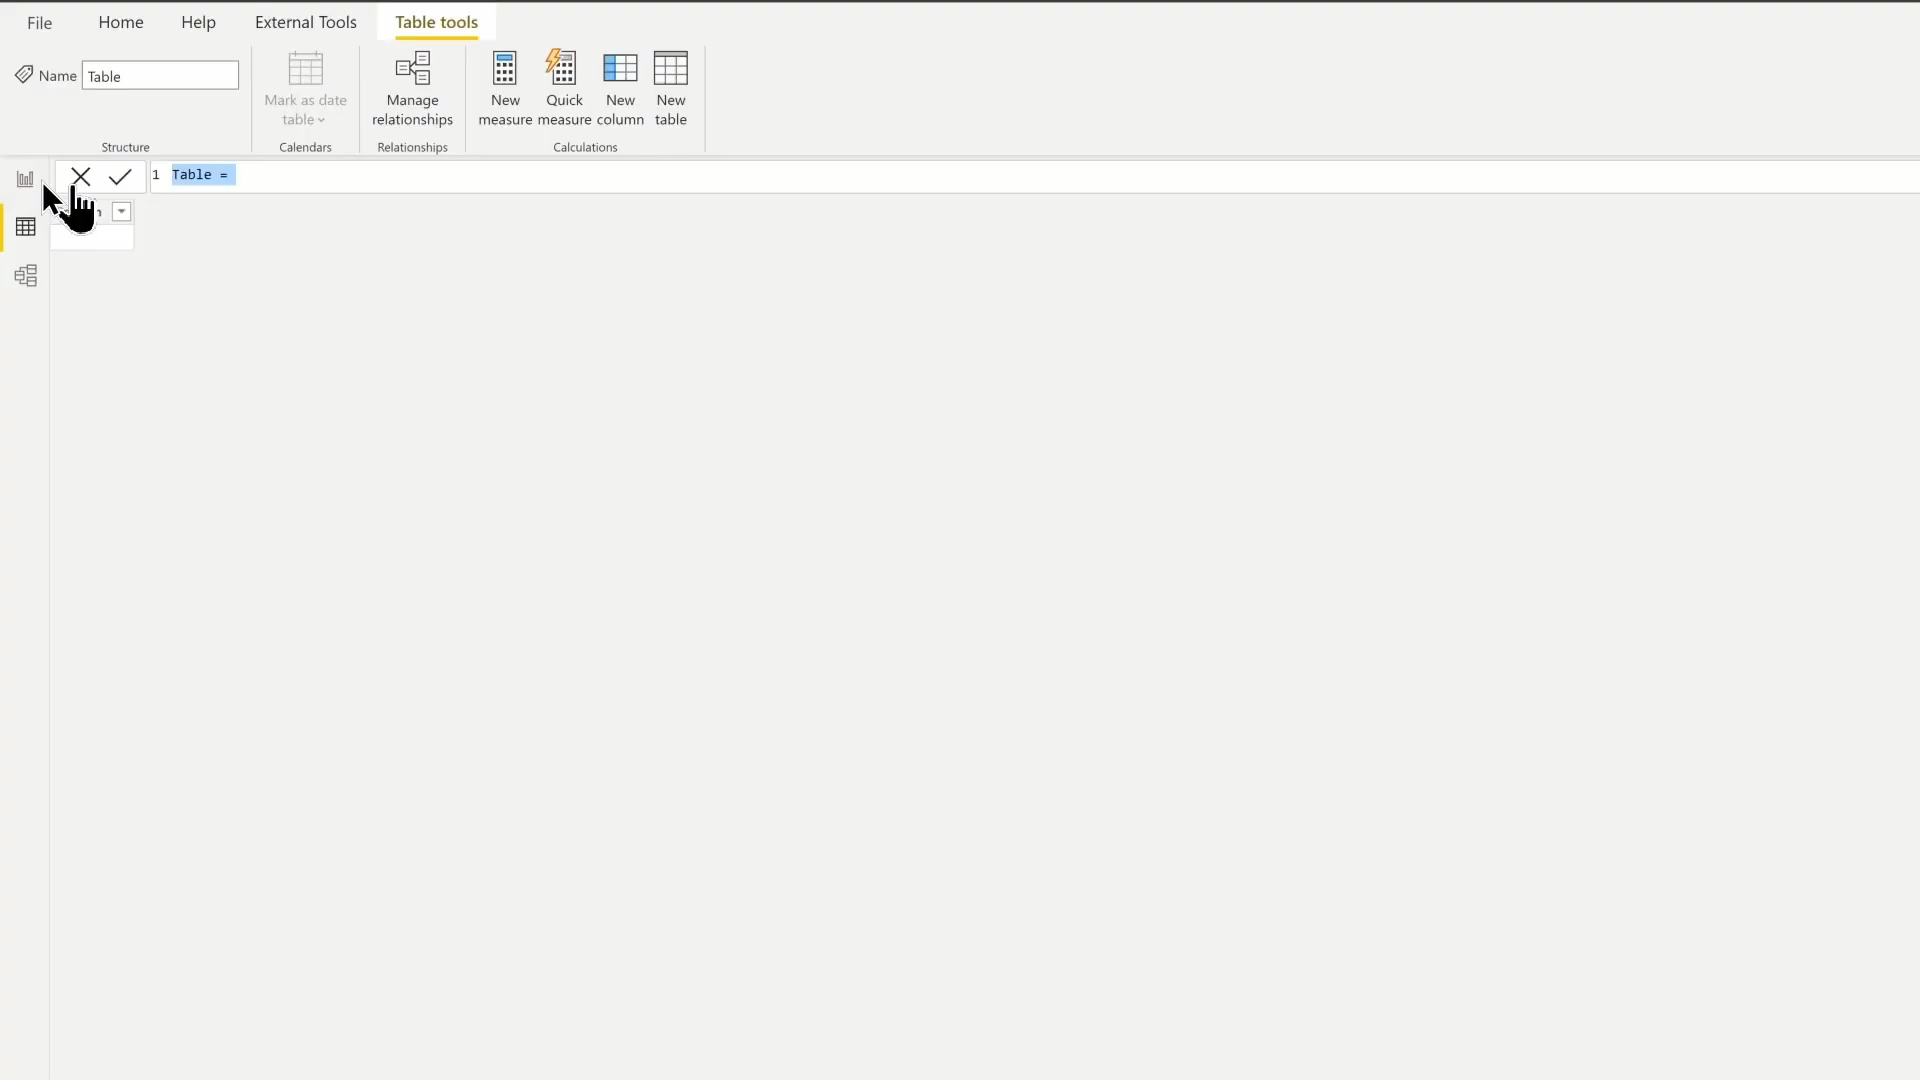 File Home Help External Tools Table tools
Name Table
Mark as date table
Manage relationships
New measure
Quick measure
New column
New table
Structure Calendars Relationships Calculations
1 Table =